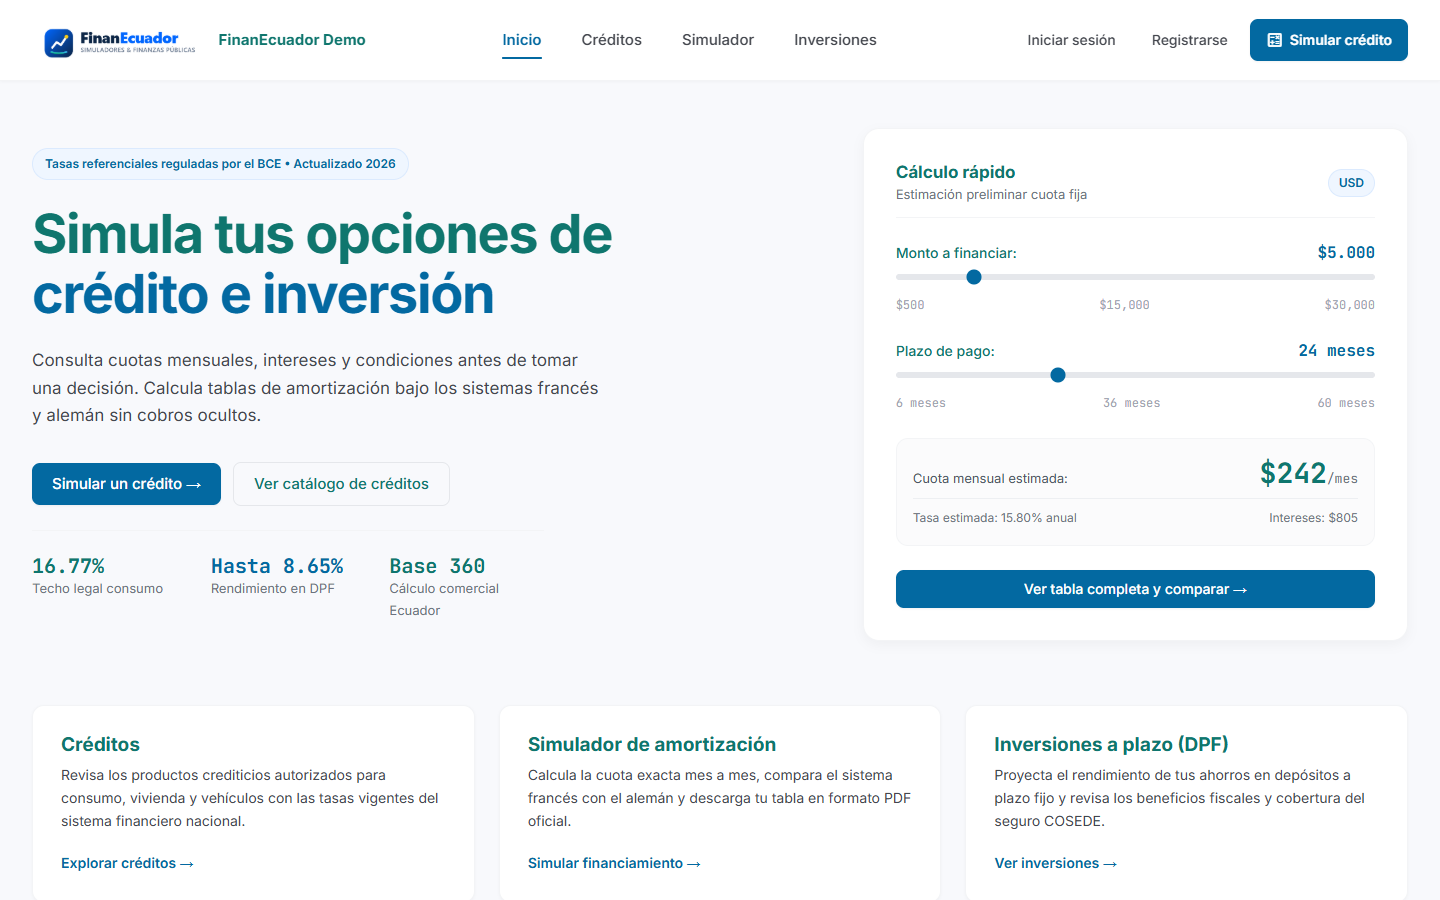 FinanEcuador
SIMULADORES & FINANZAS PÚBLICAS
FinanEcuador Demo
Inicio
Créditos
Simulador
Inversiones
Iniciar sesión
Registrarse
Simular crédito
Tasas referenciales reguladas por el BCE • Actualizado 2026
Simula tus opciones de
crédito e inversión
Consulta cuotas mensuales, intereses y condiciones antes de tomar
una decisión. Calcula tablas de amortización bajo los sistemas francés
y alemán sin cobros ocultos.
Simular un crédito →
Ver catálogo de créditos
16.77%
Techo legal consumo
Hasta 8.65%
Rendimiento en DPF
Base 360
Cálculo comercial
Ecuador
Cálculo rápido
Estimación preliminar cuota fija
USD
Monto a financiar:
$5.000
$500
$15,000
$30,000
Plazo de pago:
24 meses
6 meses
36 meses
60 meses
Cuota mensual estimada:
$242/mes
Tasa estimada: 15.80% anual
Intereses: $805
Ver tabla completa y comparar →
Créditos
Revisa los productos crediticios autorizados para
consumo, vivienda y vehículos con las tasas vigentes del
sistema financiero nacional.
Explorar créditos →
Simulador de amortización
Calcula la cuota exacta mes a mes, compara el sistema
francés con el alemán y descarga tu tabla en formato PDF
oficial.
Simular financiamiento →
Inversiones a plazo (DPF)
Proyecta el rendimiento de tus ahorros en depósitos a
plazo fijo y revisa los beneficios fiscales y cobertura del
seguro COSEDE.
Ver inversiones →